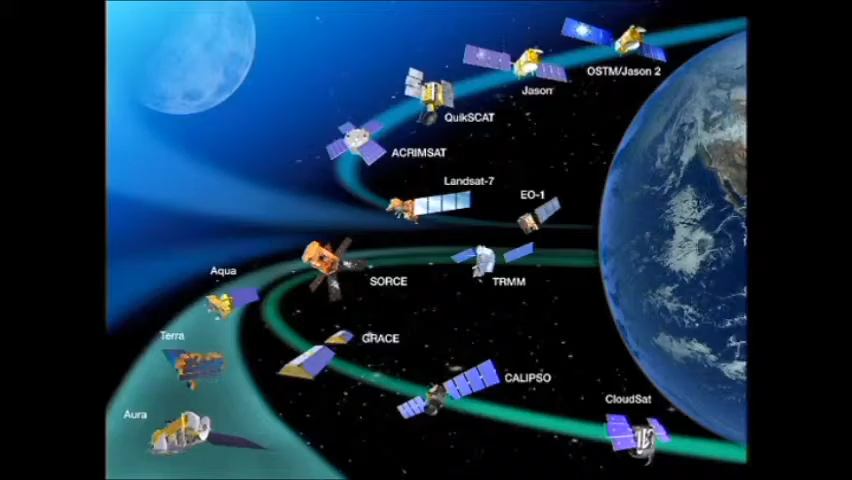 OSTM/Jason 2
Jason
QuikSCAT
ACRIMSAT
Landsat-7
EO-1
Aqua
SORCE
TRMM
Terra
GRACE
CALIPSO
CloudSat
Aura